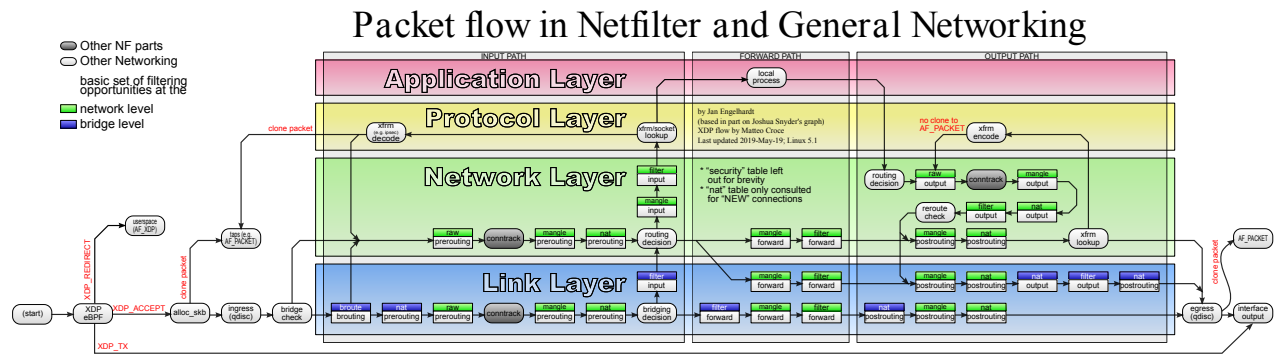 Packet flow in Netfilter and General Networking
Other NF parts
Other Networking
basic set of filtering
opportunities at the
network level
bridge level
INPUT PATH
FORWARD PATH
OUTPUT PATH
Application Layer
local
process
Protocol Layer
clone packet
xfrm
(e.g. ipsec)
decode
xfrm/socket
lookup
by Jan Engelhardt
(based in part on Joshua Snyder's graph)
XDP flow by Matteo Croce
Last updated 2019-May-19; Linux 5.1
no clone to
AF_PACKET
xfrm
encode
Network Layer
filter
input
mangle
input
* "security" table left
out for brevity
* "nat" table only consulted
for "NEW" connections
routing
decision
raw
output
conntrack
mangle
output
reroute
check
filter
output
nat
output
userspace
(AF_XDP)
taps (e.g.
AF_PACKET)
raw
prerouting
conntrack
mangle
prerouting
nat
prerouting
routing
decision
mangle
forward
filter
forward
mangle
postrouting
nat
postrouting
xfrm
lookup
AF_PACKET
XDP_REDIRECT
clone packet
clone packet
Link Layer
filter
input
mangle
forward
filter
forward
mangle
postrouting
nat
postrouting
nat
output
filter
output
nat
postrouting
(start)
XDP
eBPF
XDP_ACCEPT
alloc_skb
ingress
(qdisc)
bridge
check
broute
brouting
nat
prerouting
raw
prerouting
conntrack
mangle
prerouting
nat
prerouting
bridging
decision
filter
forward
mangle
forward
filter
forward
nat
postrouting
mangle
postrouting
nat
postrouting
egress
(qdisc)
interface
output
XDP_TX